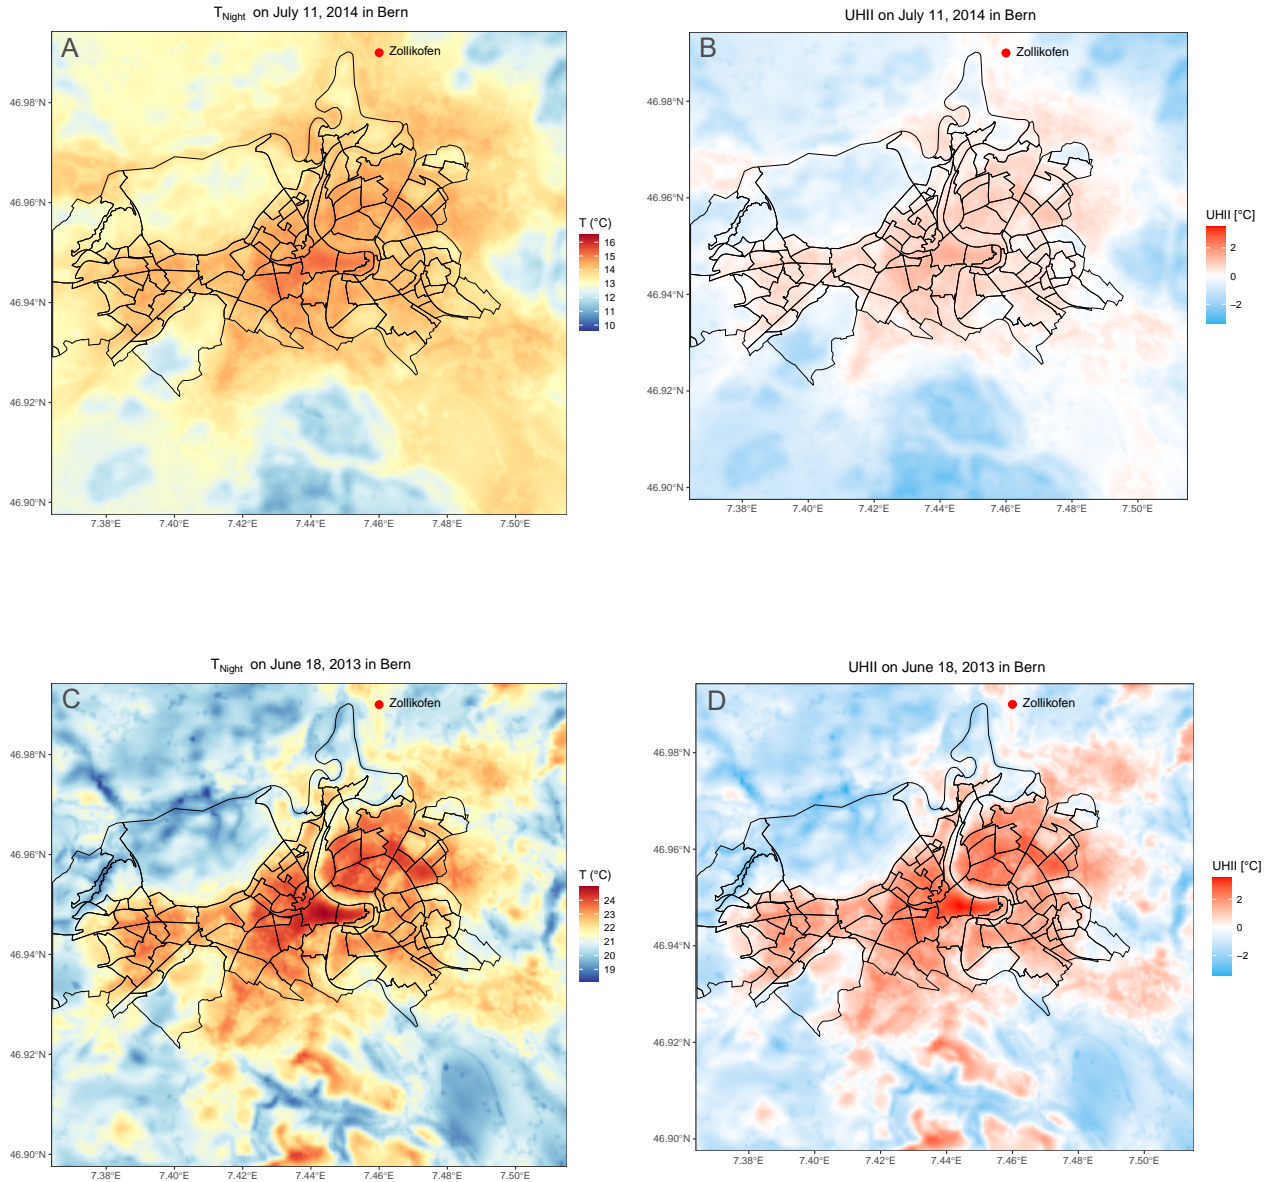 T Night on July 11, 2014 in Bern
A
Zollikofen
46.98°N
46.96°N
46.94°N
46.92°N
46.90°N
7.38°E 7.40°E 7.42°E 7.44°E 7.46°E 7.48°E 7.50°E
T (°C)
16
15
14
13
12
11
10
UHII on July 11, 2014 in Bern
B
Zollikofen
46.98°N
46.96°N
46.94°N
46.92°N
46.90°N
7.38°E 7.40°E 7.42°E 7.44°E 7.46°E 7.48°E 7.50°E
UHII [°C]
2
0
−2
T Night on June 18, 2013 in Bern
C
Zollikofen
46.98°N
46.96°N
46.94°N
46.92°N
46.90°N
7.38°E 7.40°E 7.42°E 7.44°E 7.46°E 7.48°E 7.50°E
T (°C)
24
23
22
21
20
19
UHII on June 18, 2013 in Bern
D
Zollikofen
46.98°N
46.96°N
46.94°N
46.92°N
46.90°N
7.38°E 7.40°E 7.42°E 7.44°E 7.46°E 7.48°E 7.50°E
UHII [°C]
2
0
−2